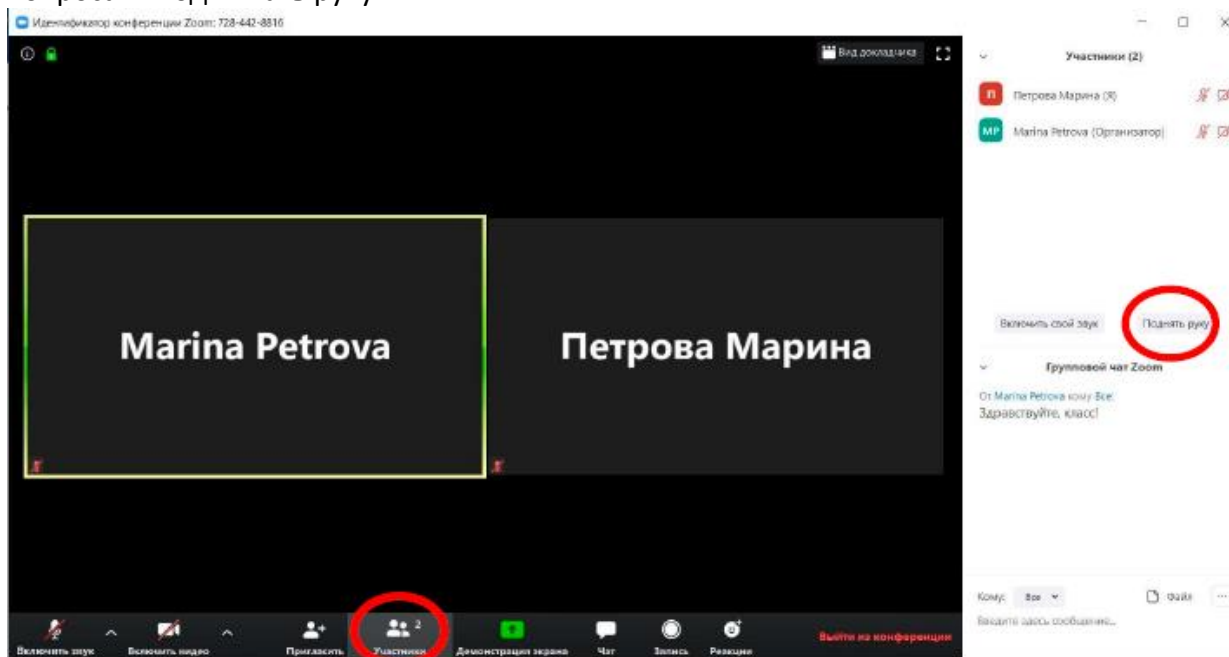 Идентификатор конференции Zoom: 728-442-8816
Вид докладчика
Участники (2)
П Петрова Марина (Я)
MP Marina Petrova (Организатор)
Marina Petrova
Петрова Марина
Включить свой звук
Поднять руку
Групповой чат Zoom
От Marina Petrova кому Все:
Здравствуйте, класс!
Кому: Все
Файл
Введите здесь сообщение...
Включить звук
Включить видео
Пригласить
Участники 2
Демонстрация экрана
Чат
Запись
Реакции
Выйти из конференции